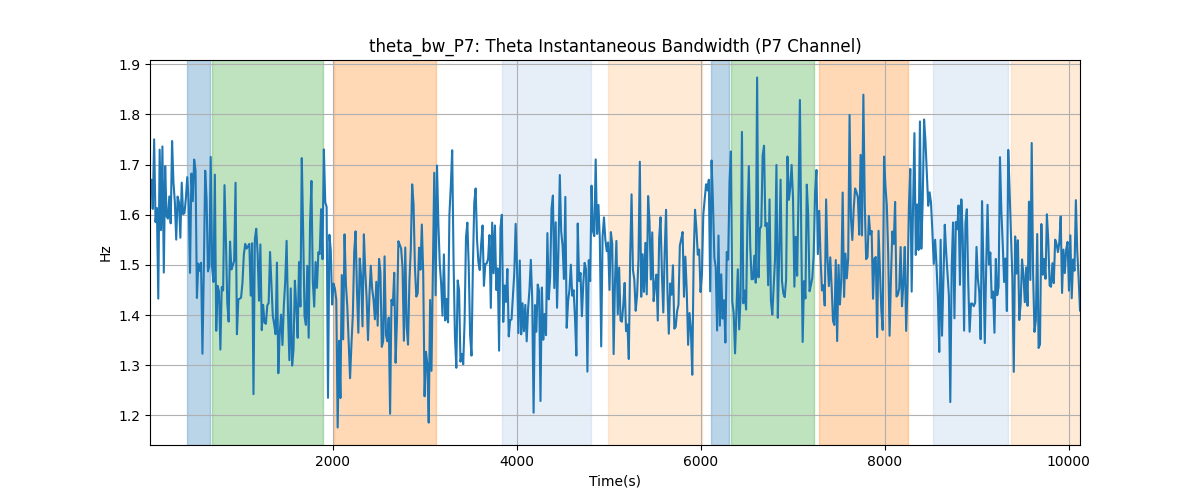 theta_bw_P7: Theta Instantaneous Bandwidth (P7 Channel)
1.9
1.8
1.7
1.6
1.5
1.4
1.3
1.2
Hz
2000 4000 6000 8000 10000
Time(s)